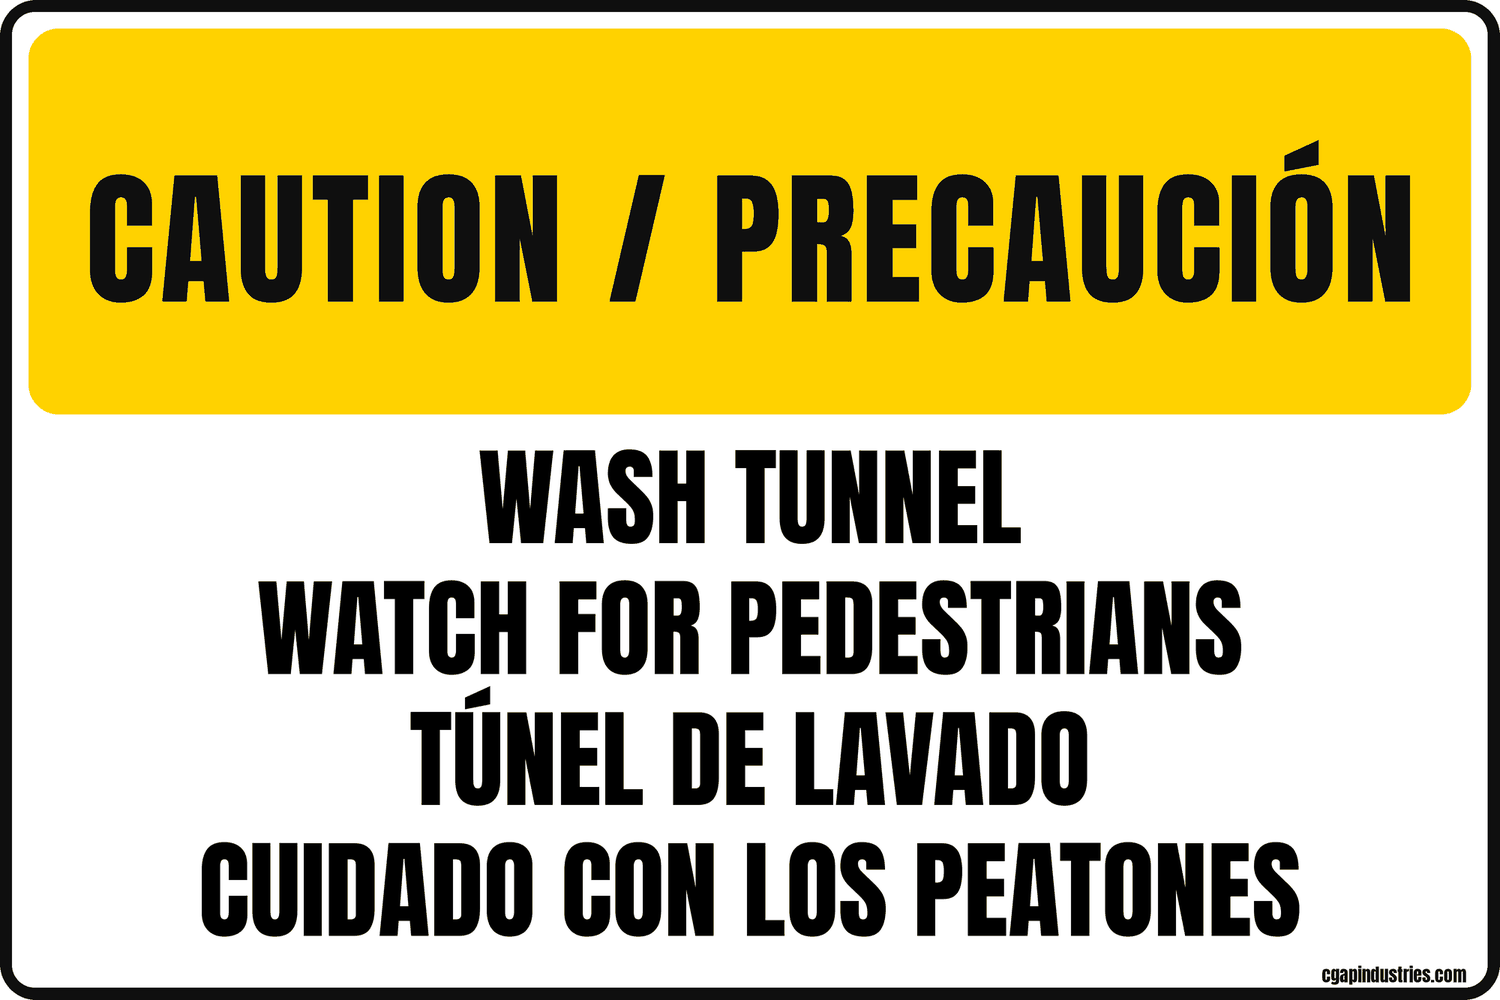 CAUTION / PRECAUCIÓN
WASH TUNNEL
WATCH FOR PEDESTRIANS
TÚNEL DE LAVADO
CUIDADO CON LOS PEATONES
cgapindustries.com